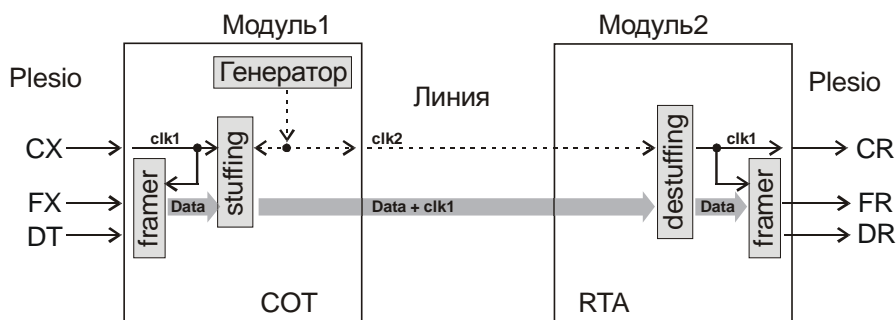 Модуль1
Модуль2
Plesio
Генератор
Линия
Plesio
CX
clk1
clk2
clk1
CR
stuffing
destuffing
framer
framer
FX
Data
Data + clk1
Data
FR
DT
DR
COT
RTA